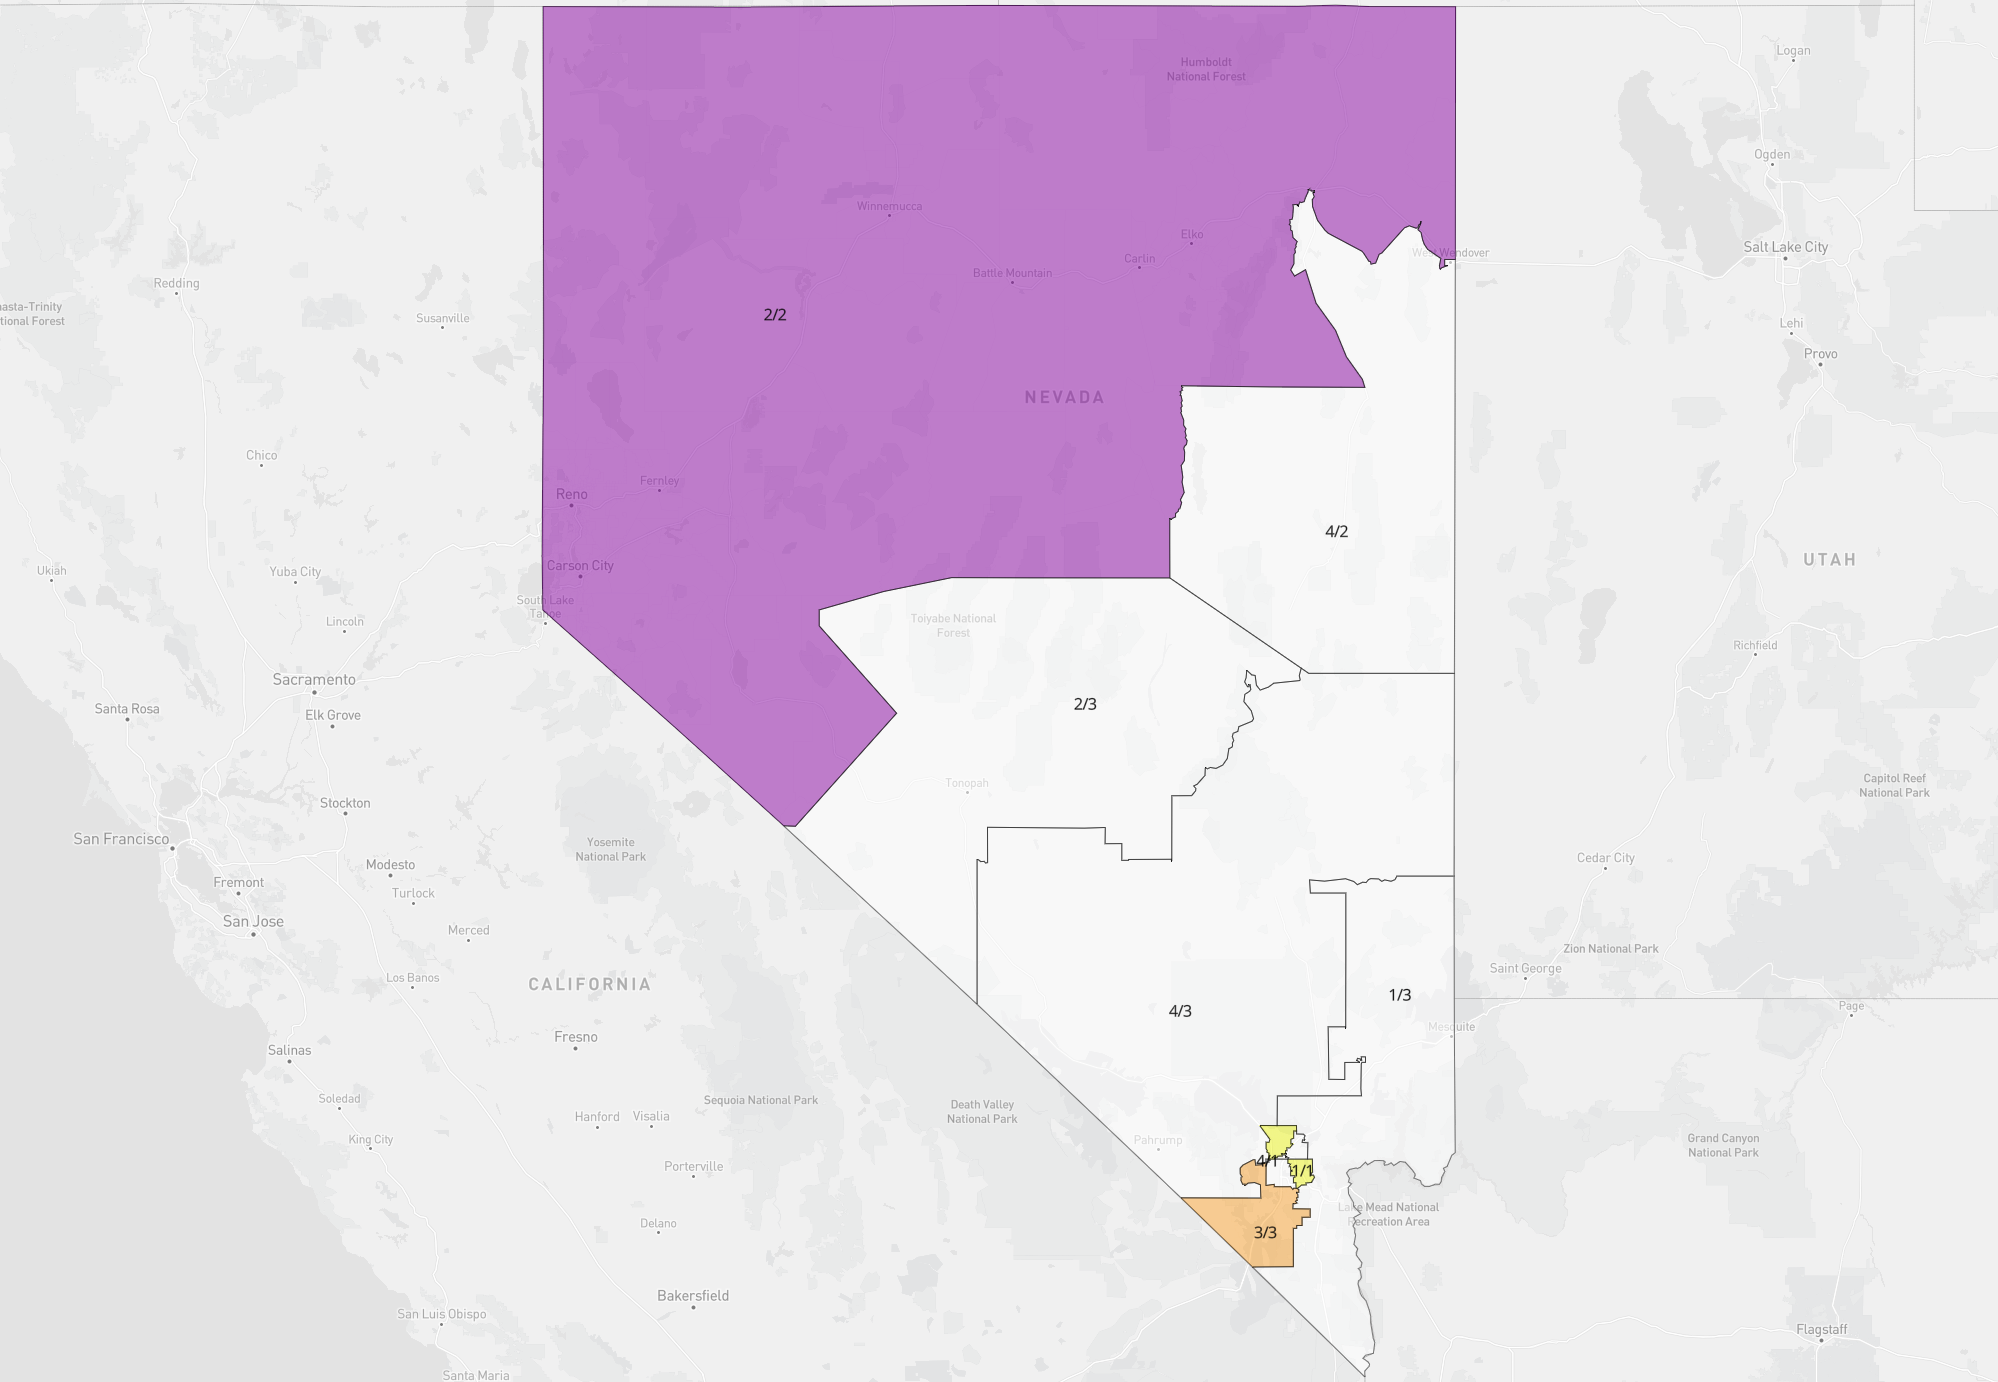 Logan
Humboldt
National Forest
Ogden
Winnemucca
Elko
Salt Lake City
West Wendover
Carlin
Battle Mountain
Redding
asta-Trinity
tional Forest
2/2
Susanville
Lehi
Provo
NEVADA
Chico
Fernley
Reno
4/2
UTAH
Carson City
Ukiah
Yuba City
South Lake
Tahoe
Toiyabe National
Forest
Lincoln
Richfield
Sacramento
2/3
Santa Rosa
Elk Grove
Tonopah
Capitol Reef
National Park
Stockton
San Francisco
Yosemite
National Park
Cedar City
Modesto
Fremont
Turlock
San Jose
Merced
Zion National Park
Saint George
Los Banos
CALIFORNIA
1/3
Page
4/3
Mesquite
Fresno
Salinas
Soledad
Sequoia National Park
Death Valley
National Park
Hanford
Visalia
King City
Pahrump
Grand Canyon
National Park
4/1
1/1
Porterville
Lake Mead National
Recreation Area
Delano
3/3
Bakersfield
San Luis Obispo
Flagstaff
Santa Maria